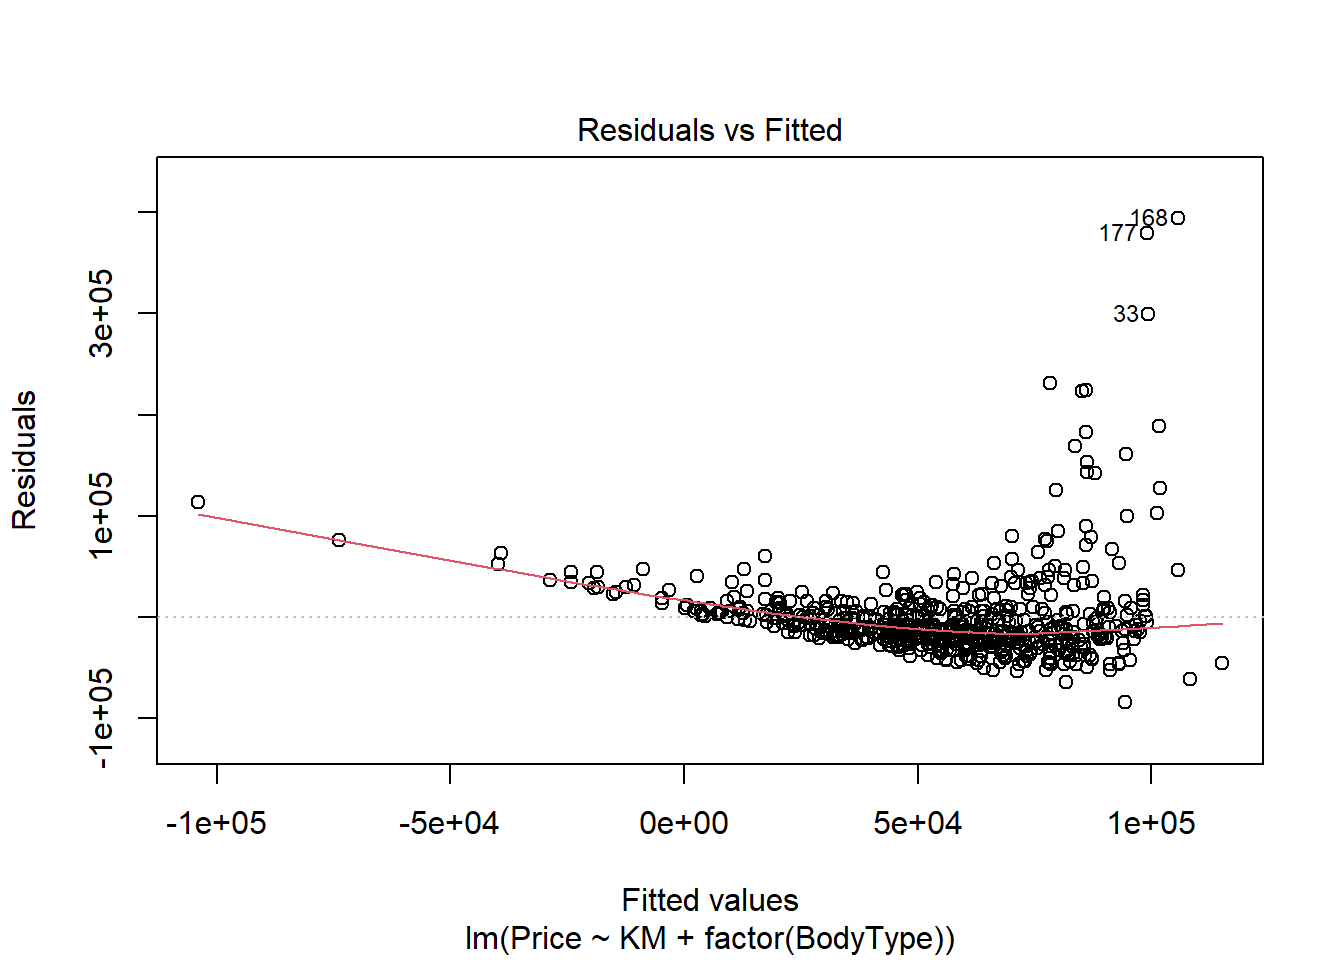 Residuals vs Fitted
168
177
33
3e+05
1e+05
-1e+05
Residuals
-1e+05
-5e+04
0e+00
5e+04
1e+05
Fitted values
lm(Price ~ KM + factor(BodyType))